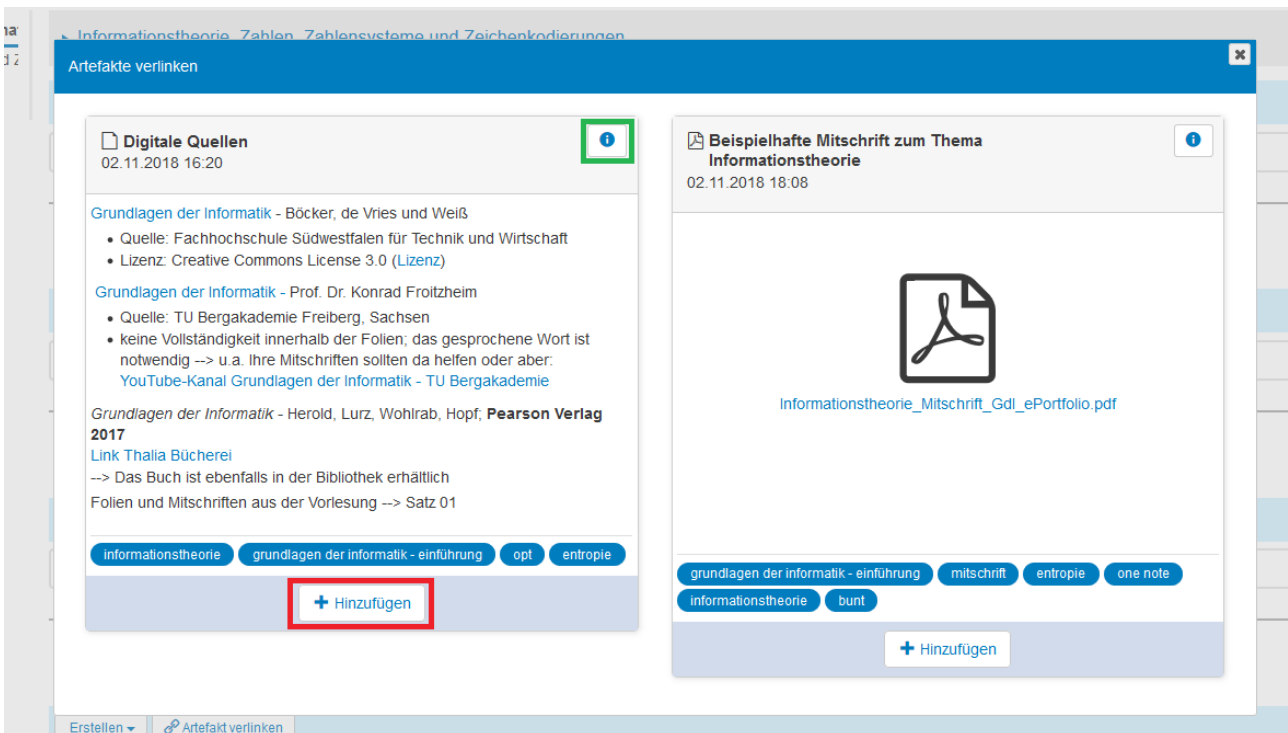 Informationstheorie, Zahlen, Zahlensysteme und Zeichenkodierungen
Artefakte verlinken
Digitale Quellen
02.11.2018 16:20
Grundlagen der Informatik - Böcker, de Vries und Weiß
• Quelle: Fachhochschule Südwestfalen für Technik und Wirtschaft
• Lizenz: Creative Commons License 3.0 (Lizenz)
Grundlagen der Informatik - Prof. Dr. Konrad Froitzheim
• Quelle: TU Bergakademie Freiberg, Sachsen
• keine Vollständigkeit innerhalb der Folien; das gesprochene Wort ist
notwendig --> u.a. Ihre Mitschriften sollten da helfen oder aber:
YouTube-Kanal Grundlagen der Informatik - TU Bergakademie
Grundlagen der Informatik - Herold, Lurz, Wohlrab, Hopf; Pearson Verlag
2017
Link Thalia Bücherei
--> Das Buch ist ebenfalls in der Bibliothek erhältlich
Folien und Mitschriften aus der Vorlesung --> Satz 01
informationstheorie grundlagen der informatik - einführung opt entropie
+ Hinzufügen
Beispielhafte Mitschrift zum Thema
Informationstheorie
02.11.2018 18:08
Informationstheorie_Mitschrift_GdI_ePortfolio.pdf
grundlagen der informatik - einführung mitschrift entropie one note
informationstheorie bunt
+ Hinzufügen
Erstellen Artefakt verlinken